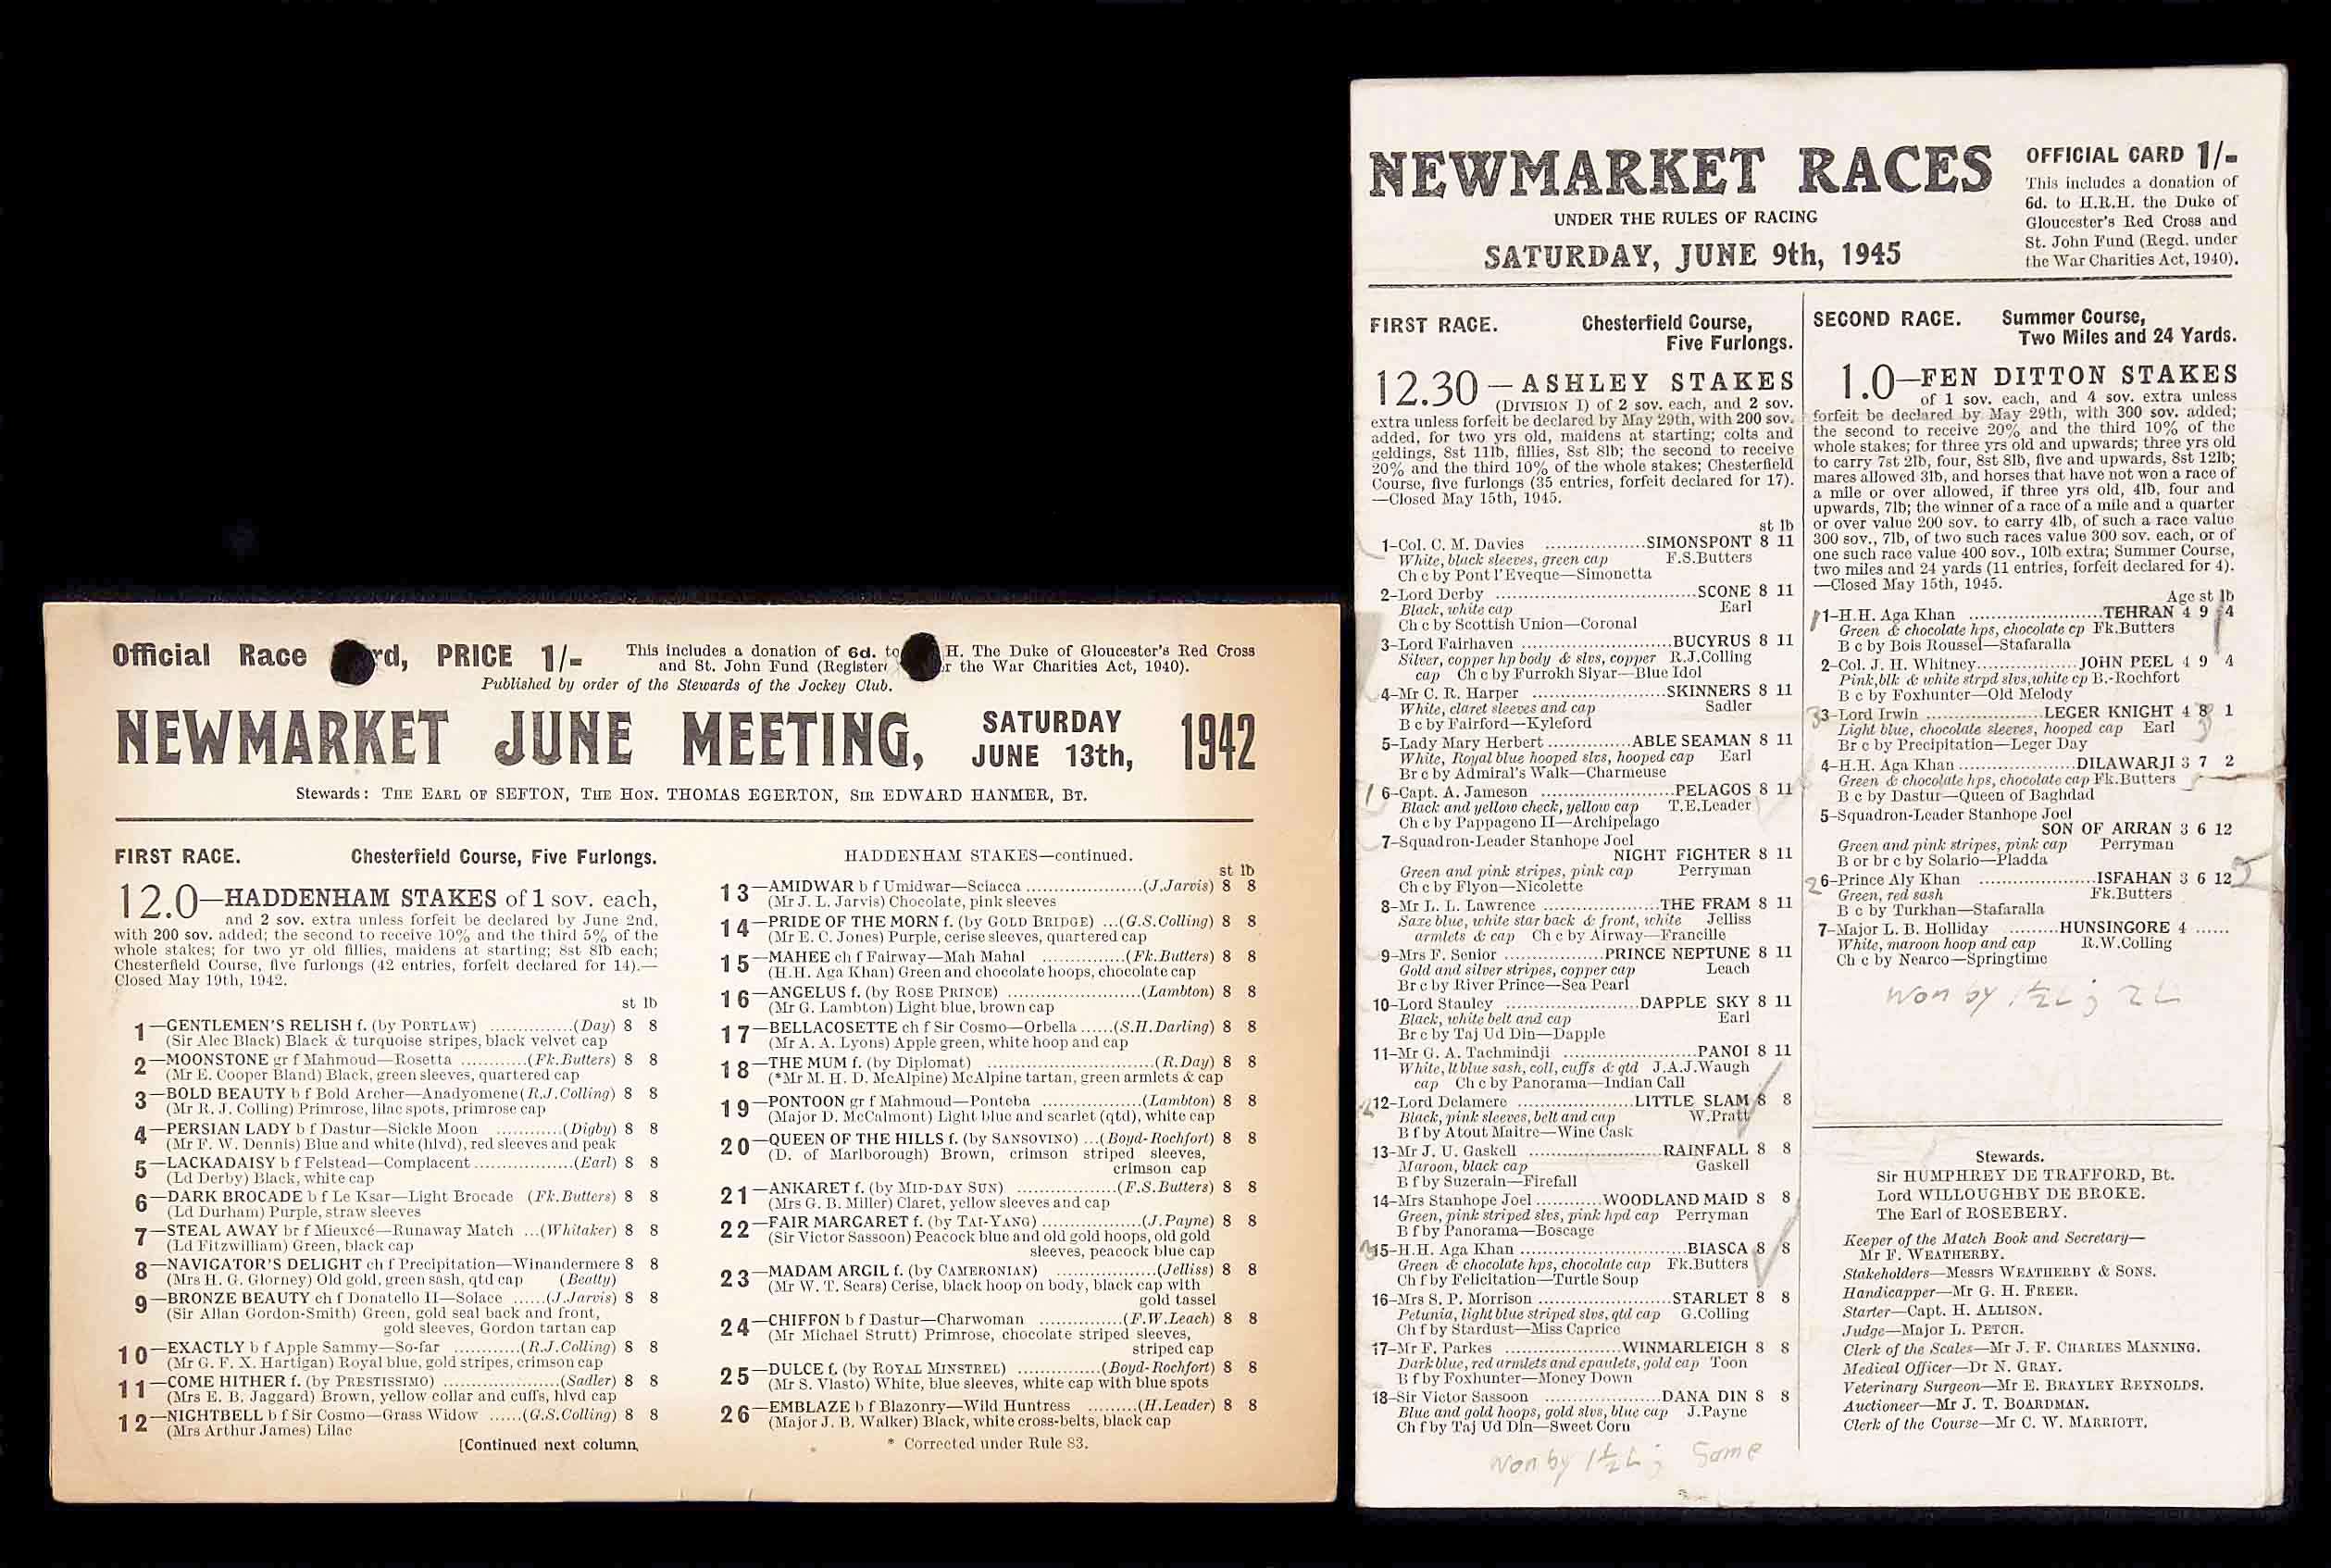 Official Race rd, PRICE 1/-
This includes a donation of 6d. to H. The Duke of Gloucester's Red Cross
and St. John Fund (Register r the War Charities Act, 1940).
Published by order of the Stewards of the Jockey Club.
NEWMARKET JUNE MEETING, SATURDAY JUNE 13th, 1942
Stewards: THE EARL OF SEFTON, THE HON. THOMAS EGERTON, SIR EDWARD HANMER, BT.
FIRST RACE. Chesterfield Course, Five Furlongs.
12.0—HADDENHAM STAKES of 1 sov. each,
and 2 sov. extra unless forfeit be declared by June 2nd,
with 200 sov. added; the second to receive 10% and the third 5% of the
whole stakes; for two yr old fillies, maidens at starting; 8st 8lb each;
Chesterfield Course, five furlongs (42 entries, forfeit declared for 14).—
Closed May 19th, 1942.
st lb
1—GENTLEMEN'S RELISH f. (by PORTLAW) ...............(Day) 8 8
(Sir Alec Black) Black & turquoise stripes, black velvet cap
2—MOONSTONE gr f Mahmoud—Rosetta ............(Fk.Butters) 8 8
(Mr E. Cooper Bland) Black, green sleeves, quartered cap
3—BOLD BEAUTY b f Bold Archer—Anadyomene(R.J.Colling) 8 8
(Mr R. J. Colling) Primrose, lilac spots, primrose cap
4—PERSIAN LADY b f Dastur—Sickle Moon ............(Digby) 8 8
(Mr F. W. Dennis) Blue and white (hlvd), red sleeves and peak
5—LACKADAISY b f Felstead—Complacent..................(Earl) 8 8
(Ld Derby) Black, white cap
6—DARK BROCADE b f Le Ksar—Light Brocade (Fk.Butters) 8 8
(Ld Durham) Purple, straw sleeves
7—STEAL AWAY br f Mieuxcé—Runaway Match ...(Whitaker) 8 8
(Ld Fitzwilliam) Green, black cap
8—NAVIGATOR'S DELIGHT ch f Precipitation—Winandermere 8 8
(Mrs H. G. Glorney) Old gold, green sash, qtd cap (Beatty)
9—BRONZE BEAUTY ch f Donatello II—Solace ......(J.Jarvis) 8 8
(Sir Allan Gordon-Smith) Green, gold seal back and front,
gold sleeves, Gordon tartan cap
10—EXACTLY b f Apple Sammy—So-far ..........(R.J.Colling) 8 8
(Mr G. F. X. Hartigan) Royal blue, gold stripes, crimson cap
11—COME HITHER f. (by PRESTISSIMO) .....................(Sadler) 8 8
(Mrs E. B. Jaggard) Brown, yellow collar and cuffs, hlvd cap
12—NIGHTBELL b f Sir Cosmo—Grass Widow ......(G.S.Colling) 8 8
(Mrs Arthur James) Lilac
[Continued next column.
HADDENHAM STAKES—continued.
st lb
13—AMIDWAR b f Umidwar—Sciacca .....................(J.Jarvis) 8 8
(Mr J. L. Jarvis) Chocolate, pink sleeves
14—PRIDE OF THE MORN f. (by GOLD BRIDGE) ...(G.S.Colling) 8 8
(Mr E. C. Jones) Purple, cerise sleeves, quartered cap
15—MAHEE ch f Fairway—Mah Mahal ...............(Fk.Butters) 8 8
(H.H. Aga Khan) Green and chocolate hoops, chocolate cap
16—ANGELUS f. (by ROSE PRINCE) ........................(Lambton) 8 8
(Mr G. Lambton) Light blue, brown cap
17—BELLACOSETTE ch f Sir Cosmo—Orbella ......(S.H.Darling) 8 8
(Mr A. A. Lyons) Apple green, white hoop and cap
18—THE MUM f. (by Diplomat) ..............................(R.Day) 8 8
(*Mr M. H. D. McAlpine) McAlpine tartan, green armlets & cap
19—PONTOON gr f Mahmoud—Ponteba ..................(Lambton) 8 8
(Major D. McCalmont) Light blue and scarlet (qtd), white cap
20—QUEEN OF THE HILLS f. (by SANSOVINO) ...(Boyd-Rochfort) 8 8
(D. of Marlborough) Brown, crimson striped sleeves,
crimson cap
21—ANKARET f. (by MID-DAY SUN) ..................(F.S.Butters) 8 8
(Mrs G. B. Miller) Claret, yellow sleeves and cap
22—FAIR MARGARET f. (by TAI-YANG) ..................(J.Payne) 8 8
(Sir Victor Sassoon) Peacock blue and old gold hoops, old gold
sleeves, peacock blue cap
23—MADAM ARGIL f. (by CAMERONIAN) ..................(Jelliss) 8 8
(Mr W. T. Sears) Cerise, black hoop on body, black cap with
gold tassel
24—CHIFFON b f Dastur—Charwoman ...............(F.W.Leach) 8 8
(Mr Michael Strutt) Primrose, chocolate striped sleeves,
striped cap
25—DULCE f. (by ROYAL MINSTREL) ...............(Boyd-Rochfort) 8 8
(Mr S. Vlasto) White, blue sleeves, white cap with blue spots
26—EMBLAZE b f Blazonry—Wild Huntress .........(H.Leader) 8 8
(Major J. B. Walker) Black, white cross-belts, black cap
* Corrected under Rule 83.
NEWMARKET RACES
UNDER THE RULES OF RACING
SATURDAY, JUNE 9th, 1945
OFFICIAL CARD 1/-
This includes a donation of
6d. to H.R.H. the Duke of
Gloucester's Red Cross and
St. John Fund (Regd. under
the War Charities Act, 1940).
FIRST RACE. Chesterfield Course,
Five Furlongs.
12.30—ASHLEY STAKES
(DIVISION I) of 2 sov. each, and 2 sov.
extra unless forfeit be declared by May 29th, with 200 sov.
added, for two yrs old, maidens at starting; colts and
geldings, 8st 11lb, fillies, 8st 8lb; the second to receive
20% and the third 10% of the whole stakes; Chesterfield
Course, five furlongs (35 entries, forfeit declared for 17).
—Closed May 15th, 1945.
st lb
1–Col. C. M. Davies ..................SIMONSPONT 8 11
White, black sleeves, green cap F.S.Butters
Ch c by Pont l'Eveque—Simonetta
2–Lord Derby ....................................SCONE 8 11
Black, white cap Earl
Ch c by Scottish Union—Coronal
3–Lord Fairhaven ............................BUCYRUS 8 11
Silver, copper hp body & slvs, copper R.J.Colling
cap Ch c by Furrokh Siyar—Blue Idol
4–Mr C. R. Harper ........................SKINNERS 8 11
White, claret sleeves and cap Sadler
B c by Fairford—Kyleford
5–Lady Mary Herbert ...............ABLE SEAMAN 8 11
White, Royal blue hooped slvs, hooped cap Earl
Br c by Admiral's Walk—Charmeuse
1 6–Capt. A. Jameson ........................PELAGOS 8 11
Black and yellow check, yellow cap T.E.Leader
Ch c by Pappageno II—Archipelago
7–Squadron-Leader Stanhope Joel
NIGHT FIGHTER 8 11
Green and pink stripes, pink cap Perryman
Ch c by Flyon—Nicolette
8–Mr L. L. Lawrence .....................THE FRAM 8 11
Saxe blue, white star back & front, white Jelliss
armlets & cap Ch c by Airway—Francille
9–Mrs F. Senior ..................PRINCE NEPTUNE 8 11
Gold and silver stripes, copper cap Leach
Br c by River Prince—Sea Pearl
10–Lord Stanley ........................DAPPLE SKY 8 11
Black, white belt and cap Earl
Br c by Taj Ud Din—Dapple
11–Mr G. A. Tachmindji ........................PANOI 8 11
White, lt blue sash, coll, cuffs & qtd J.A.J.Waugh
cap Ch c by Panorama—Indian Call
2 12–Lord Delamere .....................LITTLE SLAM 8 8
Black, pink sleeves, belt and cap W.Pratt
B f by Atout Maitre—Wine Cask
13–Mr J. U. Gaskell ........................RAINFALL 8 8
Maroon, black cap Gaskell
B f by Suzerain—Firefall
14–Mrs Stanhope Joel............WOODLAND MAID 8 8
Green, pink striped slvs, pink hpd cap Perryman
B f by Panorama—Boscage
3 15–H.H. Aga Khan ..............................BIASCA 8 8
Green & chocolate hps, chocolate cap Fk.Butters
Ch f by Felicitation—Turtle Soup
16–Mrs S. P. Morrison ........................STARLET 8 8
Petunia, light blue striped slvs, qtd cap G.Colling
Ch f by Stardust—Miss Caprice
17–Mr F. Parkes .....................WINMARLEIGH 8 8
Dark blue, red armlets and epaulets, gold cap Toon
B f by Foxhunter—Money Down
18–Sir Victor Sassoon .....................DANA DIN 8 8
Blue and gold hoops, gold slvs, blue cap J.Payne
Ch f by Taj Ud Din—Sweet Corn
Won by 1½ L ; Same
SECOND RACE. Summer Course,
Two Miles and 24 Yards.
1.0—FEN DITTON STAKES
of 1 sov. each, and 4 sov. extra unless
forfeit be declared by May 29th, with 300 sov. added;
the second to receive 20% and the third 10% of the
whole stakes; for three yrs old and upwards; three yrs old
to carry 7st 2lb, four, 8st 8lb, five and upwards, 8st 12lb;
mares allowed 3lb, and horses that have not won a race of
a mile or over allowed, if three yrs old, 4lb, four and
upwards, 7lb; the winner of a race of a mile and a quarter
or over value 200 sov. to carry 4lb, of such a race value
300 sov., 7lb, of two such races value 300 sov. each, or of
one such race value 400 sov., 10lb extra; Summer Course,
two miles and 24 yards (11 entries, forfeit declared for 4).
—Closed May 15th, 1945.
Age st lb
1 1–H.H. Aga Khan ........................TEHRAN 4 9 4
Green & chocolate hps, chocolate cp Fk.Butters
B c by Bois Roussel—Stafaralla
2–Col. J. H. Whitney..................JOHN PEEL 4 9 4
Pink,blk & white strpd slvs,white cp B.-Rochfort
B c by Foxhunter—Old Melody
3 3–Lord Irwin .....................LEGER KNIGHT 4 8 1
Light blue, chocolate sleeves, hooped cap Earl
Br c by Precipitation—Leger Day
4–H.H. Aga Khan .....................DILAWARJI 3 7 2
Green & chocolate hps, chocolate cap Fk.Butters
B c by Dastur—Queen of Baghdad
5–Squadron-Leader Stanhope Joel
SON OF ARRAN 3 6 12
Green and pink stripes, pink cap Perryman
B or br c by Solario—Pladda
2 6–Prince Aly Khan .....................ISFAHAN 3 6 12
Green, red sash Fk.Butters
B c by Turkhan—Stafaralla
7–Major L. B. Holliday .........HUNSINGORE 4 ......
White, maroon hoop and cap R.W.Colling
Ch c by Nearco—Springtime
Won by 1½ L ; 2 L
Stewards.
Sir HUMPHREY DE TRAFFORD, Bt.
Lord WILLOUGHBY DE BROKE.
The Earl of ROSEBERY.
Keeper of the Match Book and Secretary—
Mr F. WEATHERBY.
Stakeholders—Messrs WEATHERBY & SONS.
Handicapper—Mr G. H. FREER.
Starter—Capt. H. ALLISON.
Judge—Major L. PETCH.
Clerk of the Scales—Mr J. F. CHARLES MANNING.
Medical Officer—Dr N. GRAY.
Veterinary Surgeon—Mr E. BRAYLEY REYNOLDS.
Auctioneer—Mr J. T. BOARDMAN.
Clerk of the Course—Mr C. W. MARRIOTT.